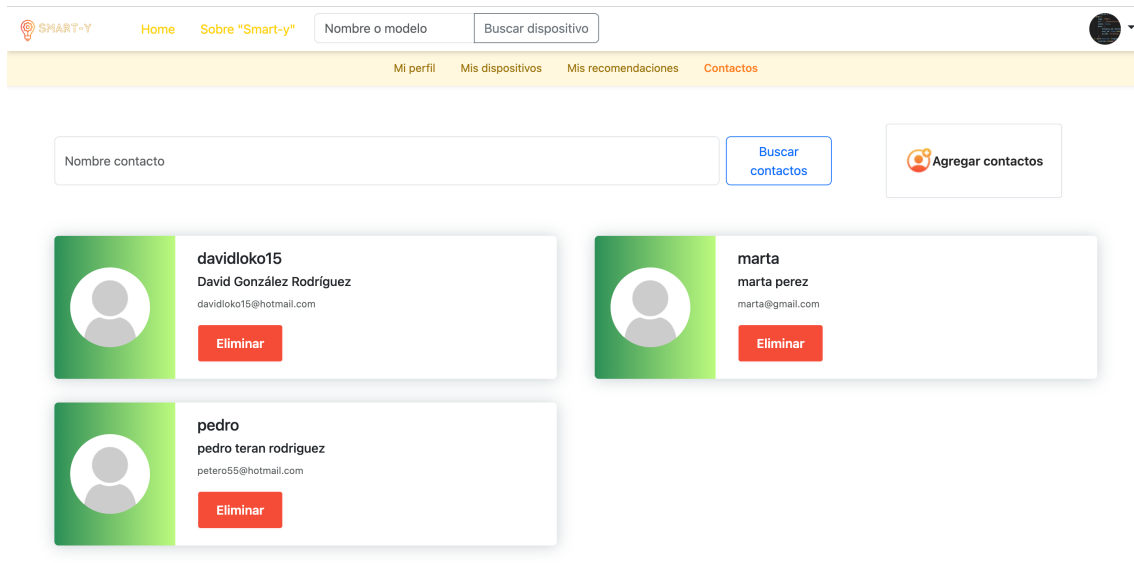 SMART-Y
Home
Sobre "Smart-y"
Nombre o modelo
Buscar dispositivo
Mi perfil
Mis dispositivos
Mis recomendaciones
Contactos
Nombre contacto
Buscar
contactos
Agregar contactos
davidloko15
David González Rodríguez
davidloko15@hotmail.com
Eliminar
marta
marta perez
marta@gmail.com
Eliminar
pedro
pedro teran rodriguez
petero55@hotmail.com
Eliminar